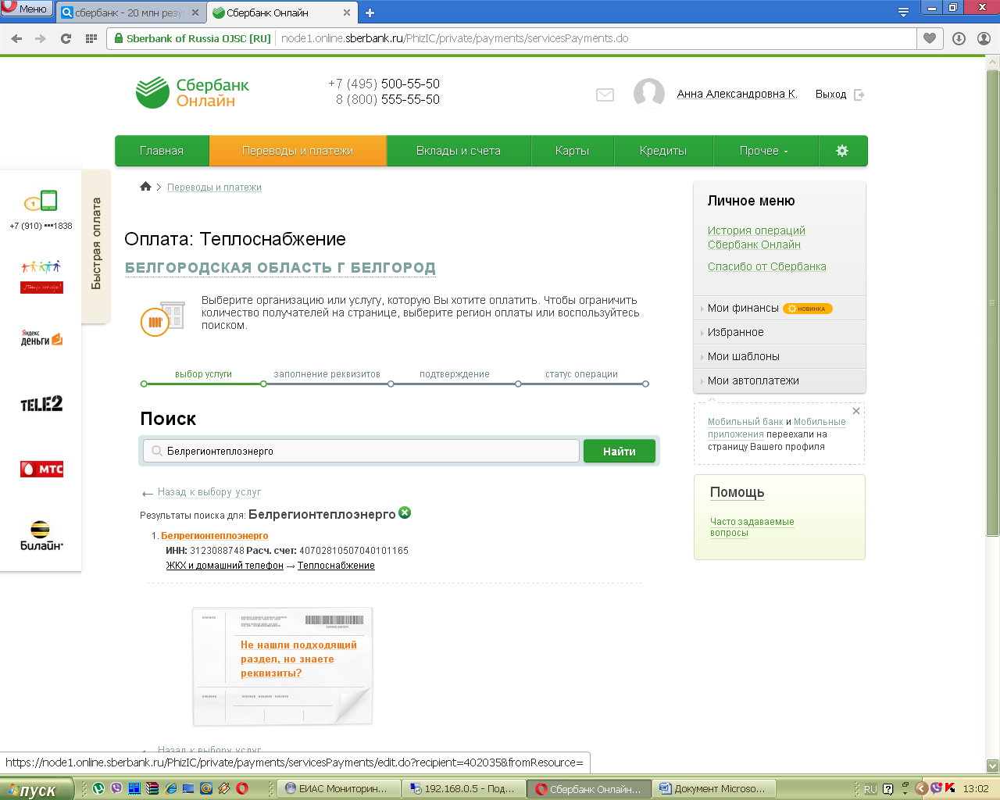 Меню
сбербанк - 20 млн резу
Сбербанк Онлайн
Sberbank of Russia OJSC [RU]
node1.online.sberbank.ru/PhizIC/private/payments/servicesPayments.do
Сбербанк
Онлайн
+7 (495) 500-55-50
8 (800) 555-55-50
Анна Александровна К.
Выход
Главная
Переводы и платежи
Вклады и счета
Карты
Кредиты
Прочее
Быстрая оплата
+7 (910) •••1838
Яндекс
деньги
TELE2
МТС
Билайн
Переводы и платежи
Оплата: Теплоснабжение
БЕЛГОРОДСКАЯ ОБЛАСТЬ Г БЕЛГОРОД
Выберите организацию или услугу, которую Вы хотите оплатить. Чтобы ограничить
количество получателей на странице, выберите регион оплаты или воспользуйтесь
поиском.
выбор услуги
заполнение реквизитов
подтверждение
статус операции
Поиск
Белрегионтеплоэнерго
Найти
Назад к выбору услуг
Результаты поиска для: Белрегионтеплоэнерго
1. Белрегионтеплоэнерго
ИНН: 3123088748 Расч. счет: 40702810507040101165
ЖКХ и домашний телефон → Теплоснабжение
Не нашли подходящий
раздел, но знаете
реквизиты?
Назад к выбору услуг
Личное меню
История операций
Сбербанк Онлайн
Спасибо от Сбербанка
Мои финансы НОВИНКА
Избранное
Мои шаблоны
Мои автоплатежи
Мобильный банк и Мобильные
приложения переехали на
страницу Вашего профиля
Помощь
Часто задаваемые
вопросы
https://node1.online.sberbank.ru/PhizIC/private/payments/servicesPayments/edit.do?recipient=402035&fromResource=
пуск
ЕИАС Мониторин...
192.168.0.5 - Под...
Сбербанк Онлайн...
Документ Microso...
RU
13:02